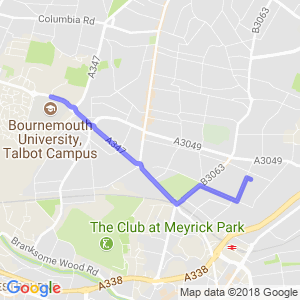 Columbia Rd
A347
B3063
Bournemouth
University,
Talbot Campus
A347
A3049
A3049
B3063
The Club at Meyrick Park
Branksome Wood Rd
A338
A338
Google
Map data ©2018 Google